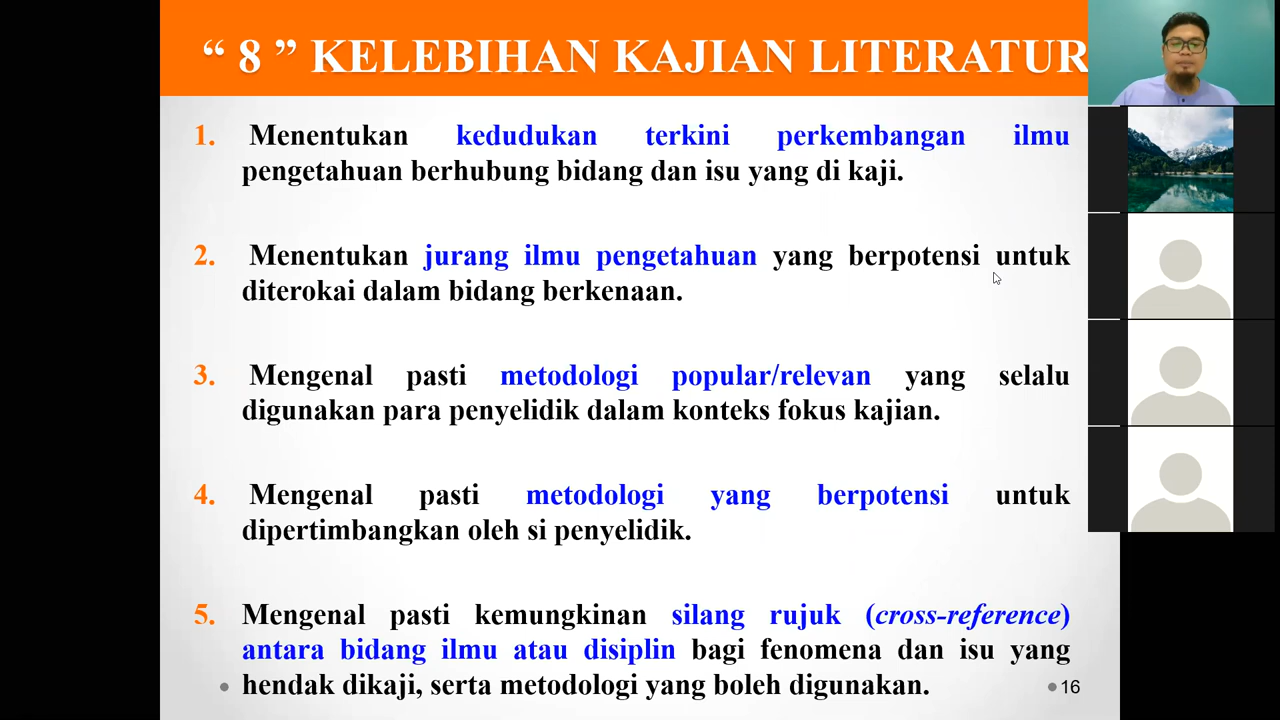 “ 8 ” KELEBIHAN KAJIAN LITERATUR
1. Menentukan kedudukan terkini perkembangan ilmu
pengetahuan berhubung bidang dan isu yang di kaji.
2. Menentukan jurang ilmu pengetahuan yang berpotensi untuk
diterokai dalam bidang berkenaan.
3. Mengenal pasti metodologi popular/relevan yang selalu
digunakan para penyelidik dalam konteks fokus kajian.
4. Mengenal pasti metodologi yang berpotensi untuk
dipertimbangkan oleh si penyelidik.
5. Mengenal pasti kemungkinan silang rujuk (cross-reference)
antara bidang ilmu atau disiplin bagi fenomena dan isu yang
hendak dikaji, serta metodologi yang boleh digunakan.
16